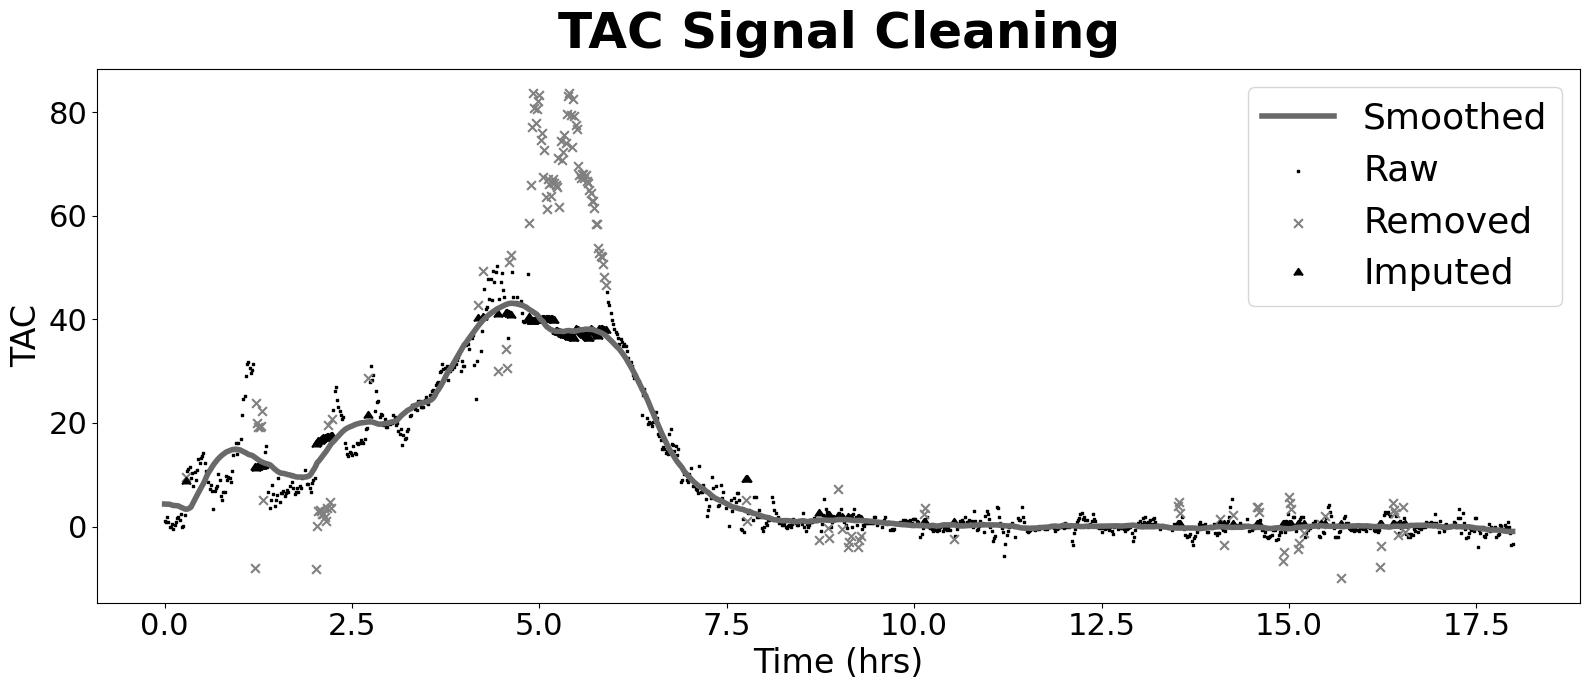 TAC Signal Cleaning
Smoothed
Raw
Removed
Imputed
TAC
80
60
40
20
0
0.0 2.5 5.0 7.5 10.0 12.5 15.0 17.5
Time (hrs)